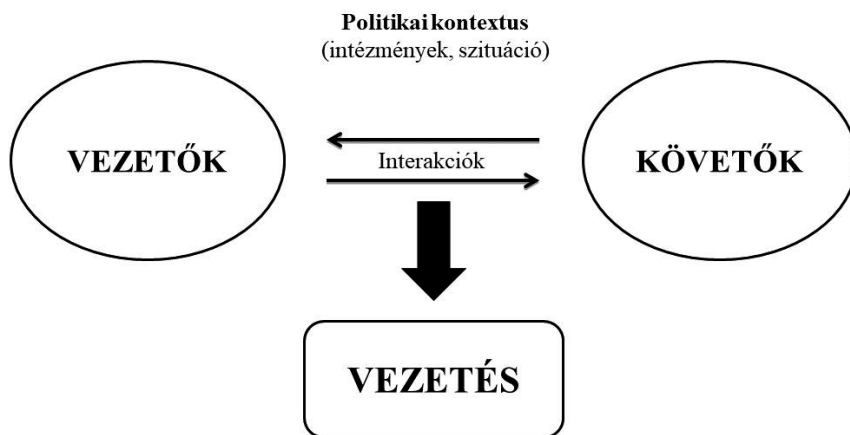 Politikai kontextus
(intézmények, szituáció)
VEZETŐK
Interakciók
KÖVETŐK
VEZETÉS